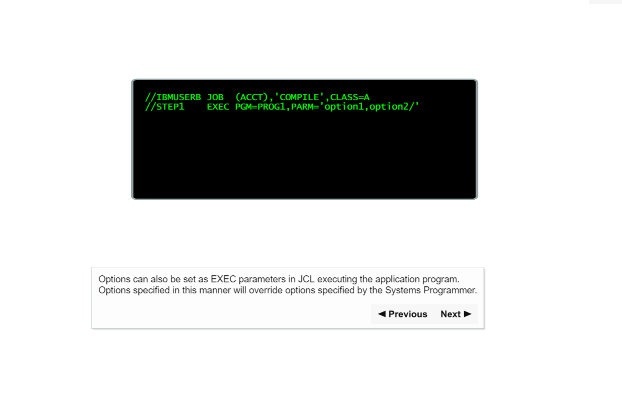 //IBMUSERB JOB  (ACCT),'COMPILE',CLASS=A
//STEP1    EXEC PGM=PROG1,PARM='option1,option2/'
Options can also be set as EXEC parameters in JCL executing the application program.
Options specified in this manner will override options specified by the Systems Programmer.
◄ Previous   Next ►